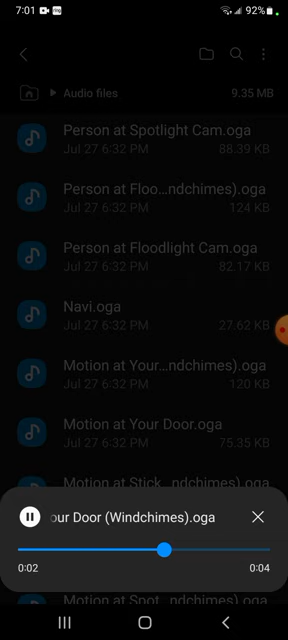 7:01
92%
Audio files
9.35 MB
Person at Spotlight Cam.oga
Jul 27 6:32 PM 88.39 KB
Person at Floo...ndchimes).oga
Jul 27 6:32 PM 124 KB
Person at Floodlight Cam.oga
Jul 27 6:32 PM 82.17 KB
Navi.oga
Jul 27 6:32 PM 27.62 KB
Motion at Your...ndchimes).oga
Jul 27 6:32 PM 120 KB
Motion at Your Door.oga
Jul 27 6:32 PM 75.35 KB
Motion at Stick...ndchimes).oga
our Door (Windchimes).oga
0:02 0:04
Motion at Spot...ndchimes).oga